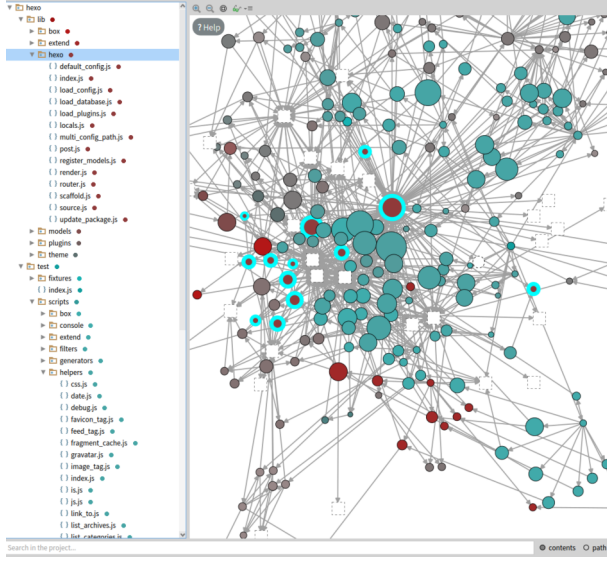 hexo
lib
box
? Help
extend
hexo
default_config.js
index.js
load_config.js
load_database.js
load_plugins.js
locals.js
multi_config_path.js
post.js
register_models.js
render.js
router.js
scaffold.js
source.js
update_package.js
models
plugins
theme
test
fixtures
index.js
scripts
box
console
extend
filters
generators
helpers
css.js
date.js
debug.js
favicon_tag.js
feed_tag.js
fragment_cache.js
gravatar.js
image_tag.js
index.js
is.js
js.js
link_to.js
list_archives.js
list_categories.js
Search in the project... contents path